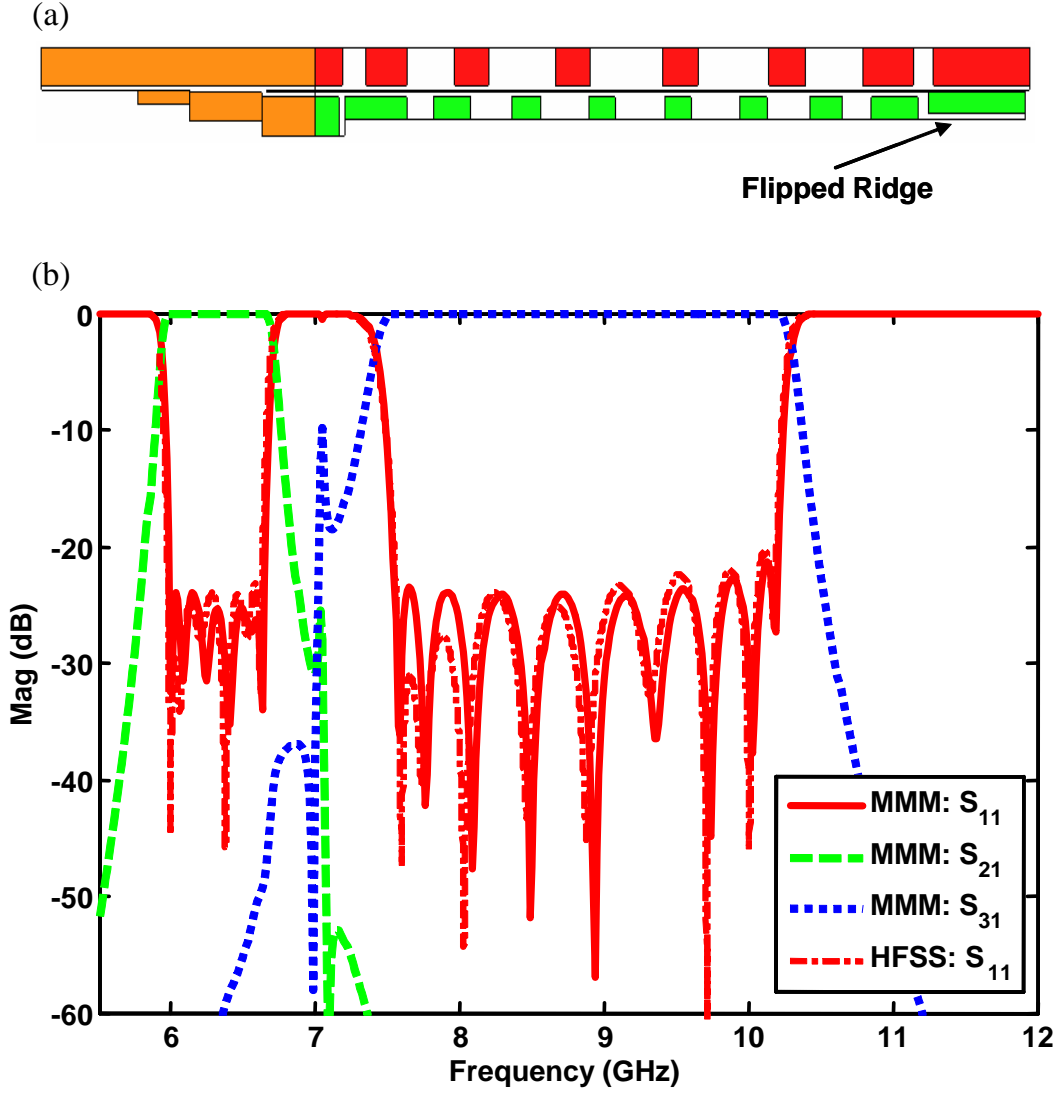 (a)
Flipped Ridge
(b)
0
-10
-20
-30
-40
-50
-60
Mag (dB)
6
7
8
9
10
11
12
Frequency (GHz)
MMM: S11
MMM: S21
MMM: S31
HFSS: S11